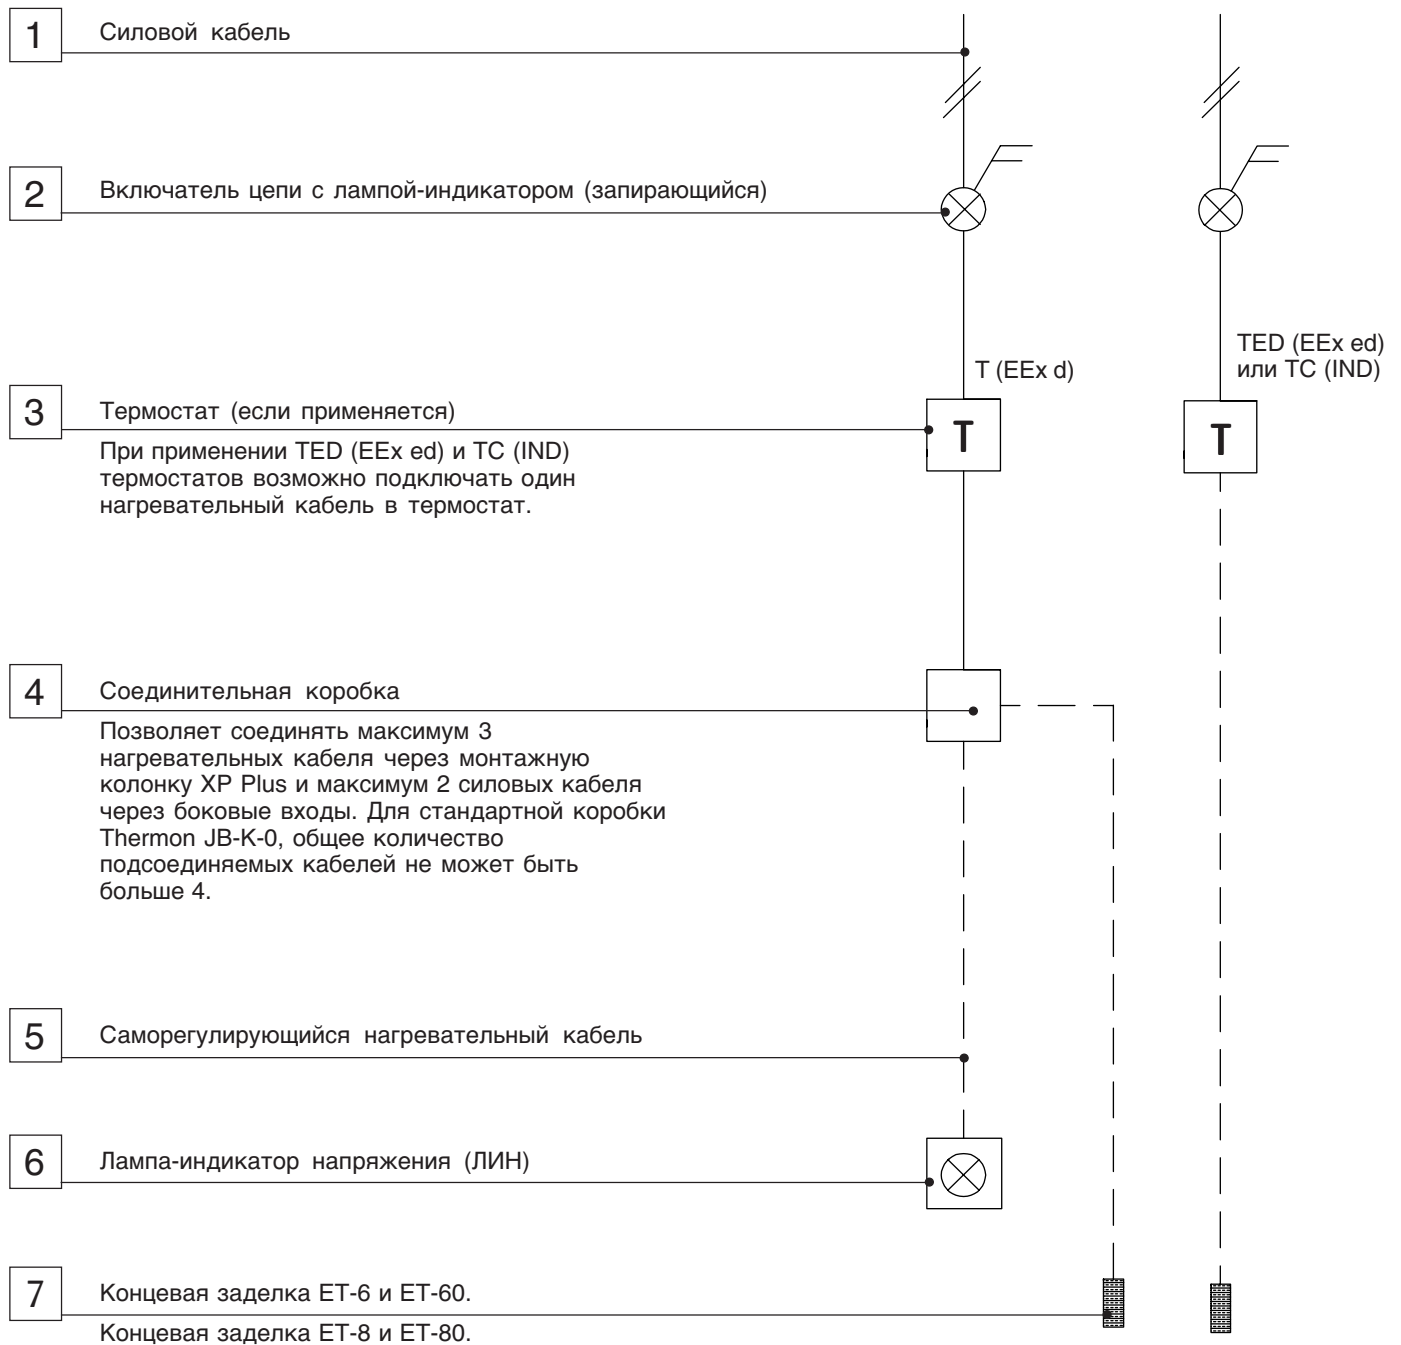 1
Силовой кабель
2
Включатель цепи с лампой-индикатором (запирающийся)
T (EEx d)
TED (EEx ed)
или TC (IND)
3
Термостат (если применяется)
При применении TED (EEx ed) и TC (IND)
термостатов возможно подключать один
нагревательный кабель в термостат.
T
T
4
Соединительная коробка
Позволяет соединять максимум 3
нагревательных кабеля через монтажную
колонку XP Plus и максимум 2 силовых кабеля
через боковые входы. Для стандартной коробки
Thermon JB-K-0, общее количество
подсоединяемых кабелей не может быть
больше 4.
5
Саморегулирующийся нагревательный кабель
6
Лампа-индикатор напряжения (ЛИН)
7
Концевая заделка ET-6 и ET-60.
Концевая заделка ET-8 и ET-80.